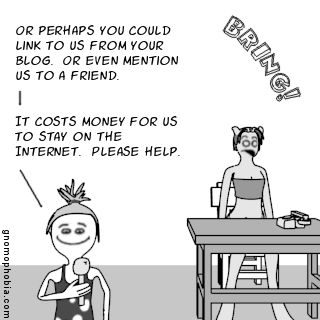 OR PERHAPS YOU COULD
LINK TO US FROM YOUR
BLOG. OR EVEN MENTION
US TO A FRIEND.
IT COSTS MONEY FOR US
TO STAY ON THE
INTERNET. PLEASE HELP.
BRING!
gnomophobia.com